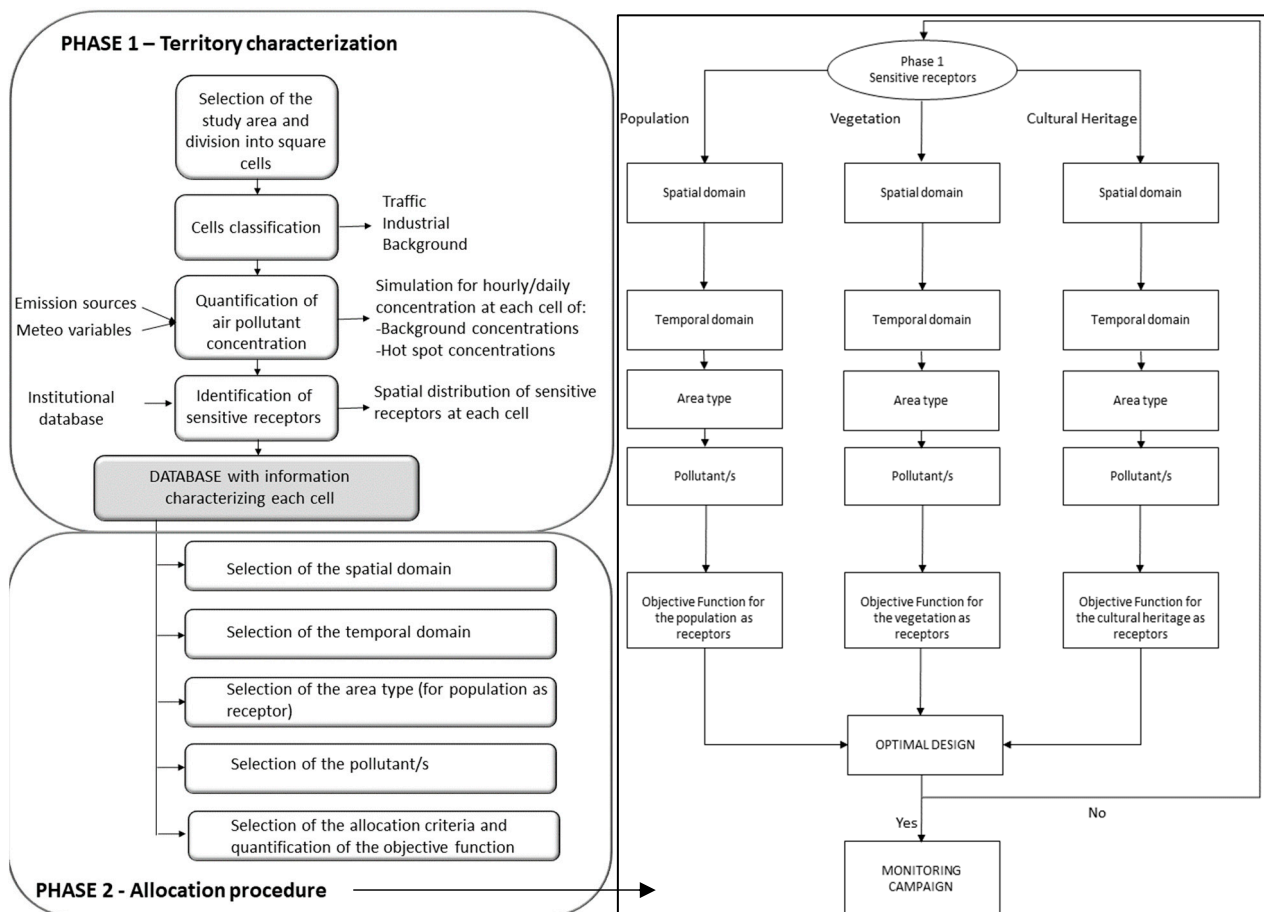 PHASE 1 – Territory characterization
Selection of the
study area and
division into square
cells
Cells classification
Traffic
Industrial
Background
Emission sources
Meteo variables
Quantification of
air pollutant
concentration
Simulation for hourly/daily
concentration at each cell of:
-Background concentrations
-Hot spot concentrations
Institutional
database
Identification of
sensitive receptors
Spatial distribution of sensitive
receptors at each cell
DATABASE with information
characterizing each cell
Selection of the spatial domain
Selection of the temporal domain
Selection of the area type (for population as
receptor)
Selection of the pollutant/s
Selection of the allocation criteria and
quantification of the objective function
PHASE 2 - Allocation procedure
Phase 1
Sensitive receptors
Population
Vegetation
Cultural Heritage
Spatial domain
Spatial domain
Spatial domain
Temporal domain
Temporal domain
Temporal domain
Area type
Area type
Area type
Pollutant/s
Pollutant/s
Pollutant/s
Objective Function for
the population as
receptors
Objective Function for
the vegetation as
receptors
Objective Function for
the cultural heritage as
receptors
OPTIMAL DESIGN
Yes
No
MONITORING
CAMPAIGN